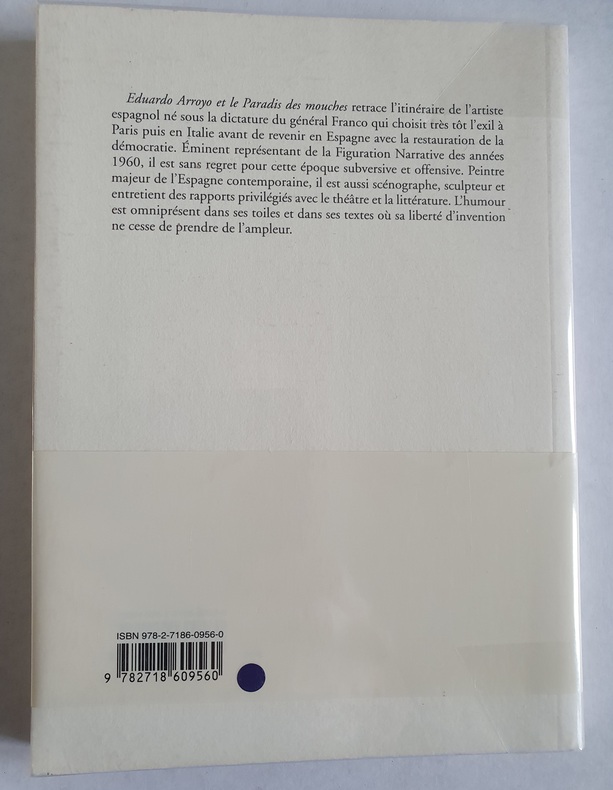 Eduardo Arroyo et le Paradis des mouches retrace l'itinéraire de l'artiste
espagnol né sous la dictature du général Franco qui choisit très tôt l'exil à
Paris puis en Italie avant de revenir en Espagne avec la restauration de la
démocratie. Éminent représentant de la Figuration Narrative des années
1960, il est sans regret pour cette époque subversive et offensive. Peintre
majeur de l'Espagne contemporaine, il est aussi scénographe, sculpteur et
entretient des rapports privilégiés avec le théâtre et la littérature. L'humour
est omniprésent dans ses toiles et dans ses textes où sa liberté d'invention
ne cesse de prendre de l'ampleur.
ISBN 978-2-7186-0956-0
9 782718 609560